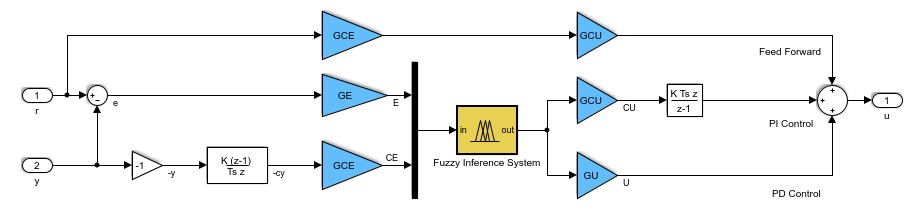 GCE
GCU
Feed Forward
1
r
+
−
e
GE
E
GCU
CU
K Ts z
z-1
PI Control
+
+
+
1
u
in
out
Fuzzy Inference System
2
y
-1
-y
K (z-1)
Ts z
-cy
GCE
CE
GU
U
PD Control